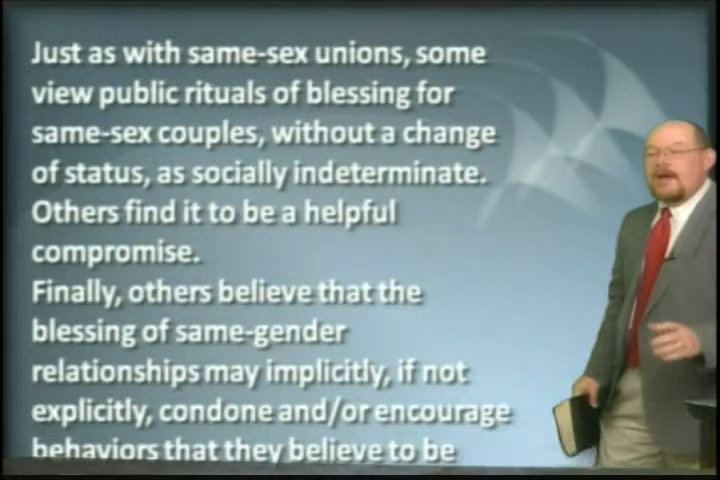 Just as with same-sex unions, some
view public rituals of blessing for
same-sex couples, without a change
of status, as socially indeterminate.
Others find it to be a helpful
compromise.
Finally, others believe that the
blessing of same-gender
relationships may implicitly, if not
explicitly, condone and/or encourage
behaviors that they believe to be